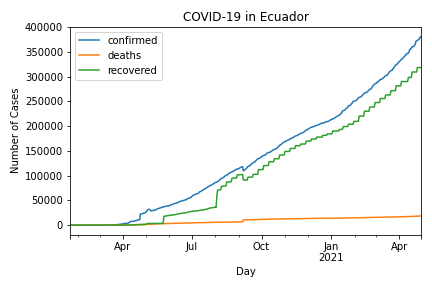 COVID-19 in Ecuador
400000
350000
300000
250000
200000
150000
100000
50000
0
Number of Cases
confirmed
deaths
recovered
Apr
Jul
Oct
Jan
2021
Apr
Day